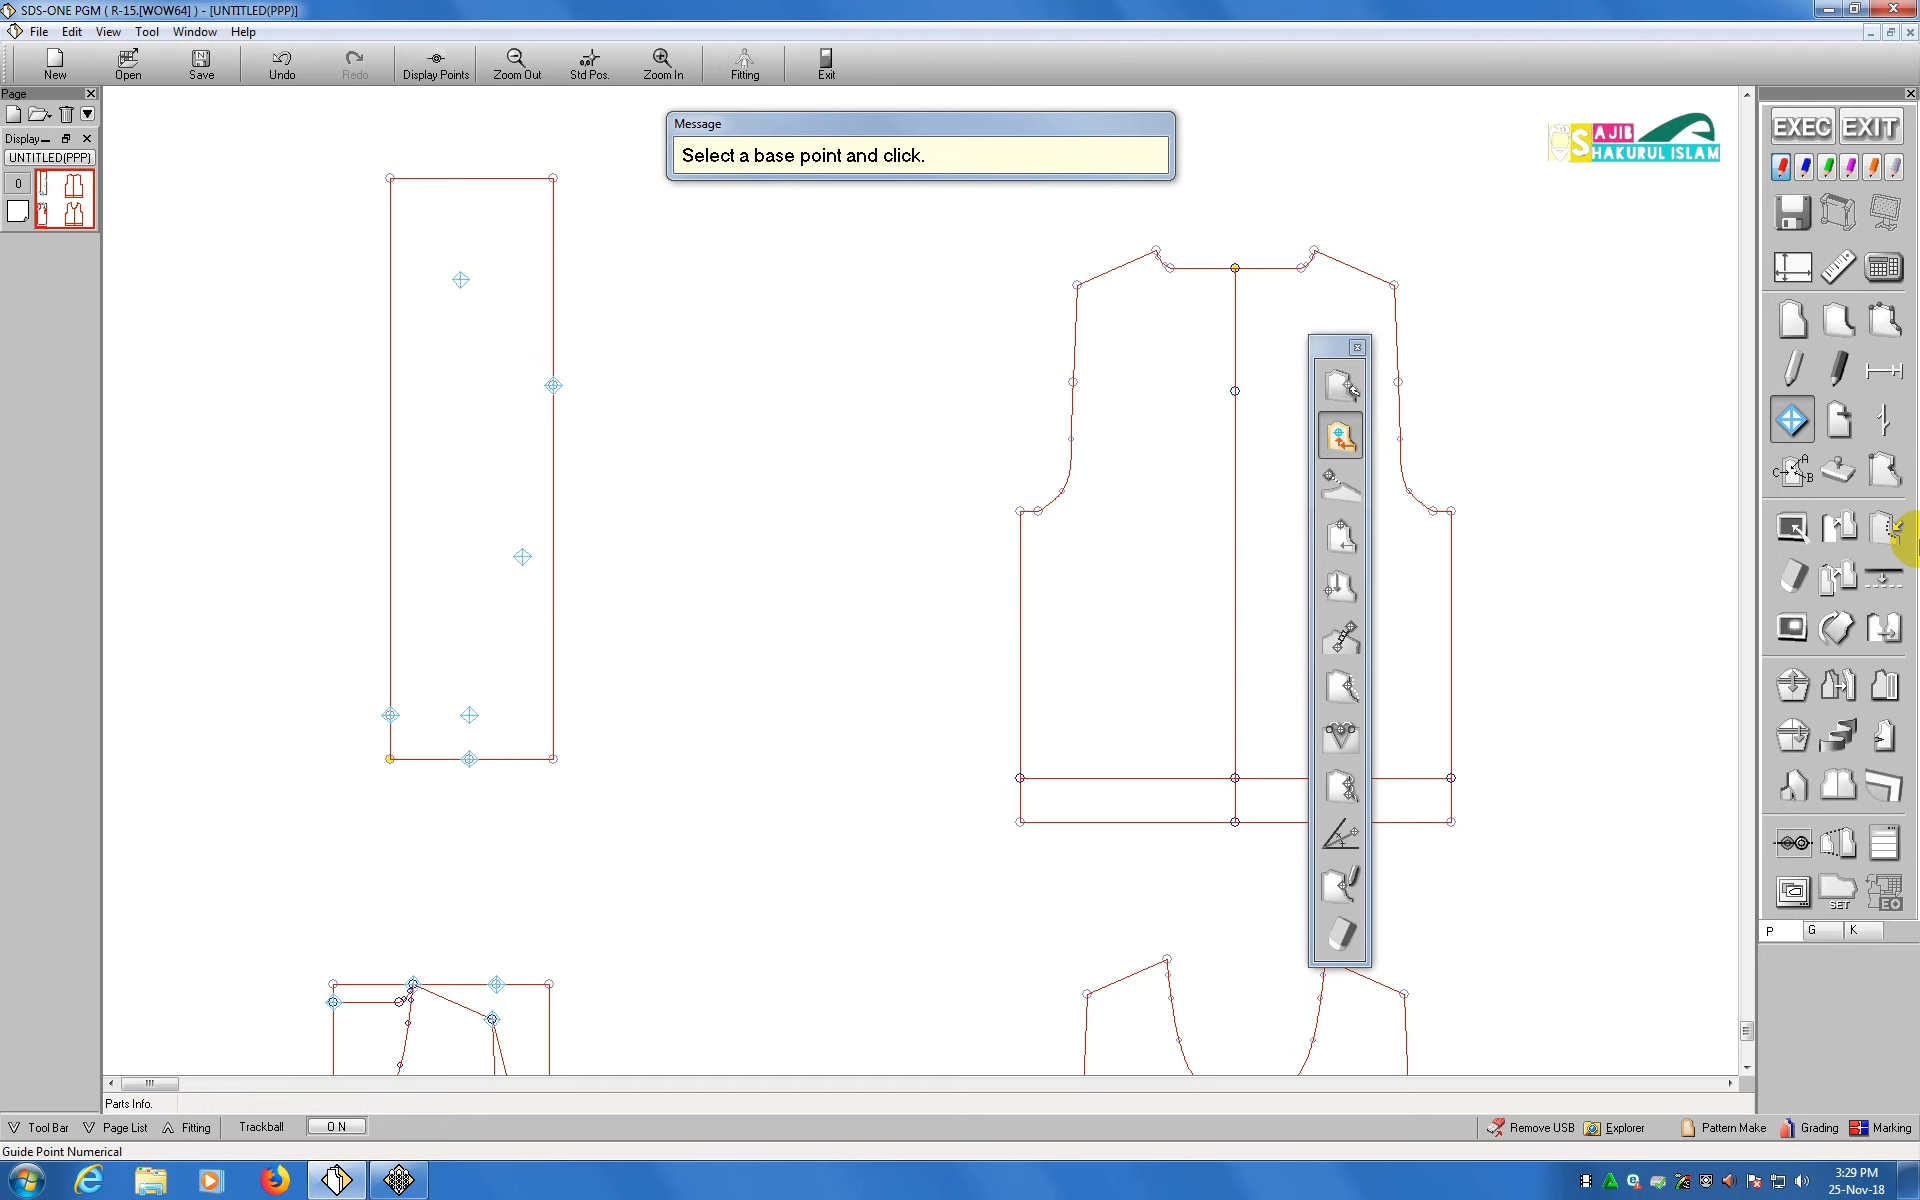 SDS-ONE PGM ( R-15.[WOW64] ) - [UNTITLED(PPP)]
File Edit View Tool Window Help
New Open Save Undo Redo Display Points Zoom Out Std Pos. Zoom In Fitting Exit
Page
Display
UNTITLED(PPP)
0
Message
Select a base point and click.
S AJIB
HAKURUL ISLAM
EXEC EXIT
C A B
SET
EO
P G K
Parts Info.
Tool Bar Page List Fitting Trackball ON Remove USB Explorer Pattern Make Grading Marking
Guide Point Numerical
3:29 PM
25-Nov-18